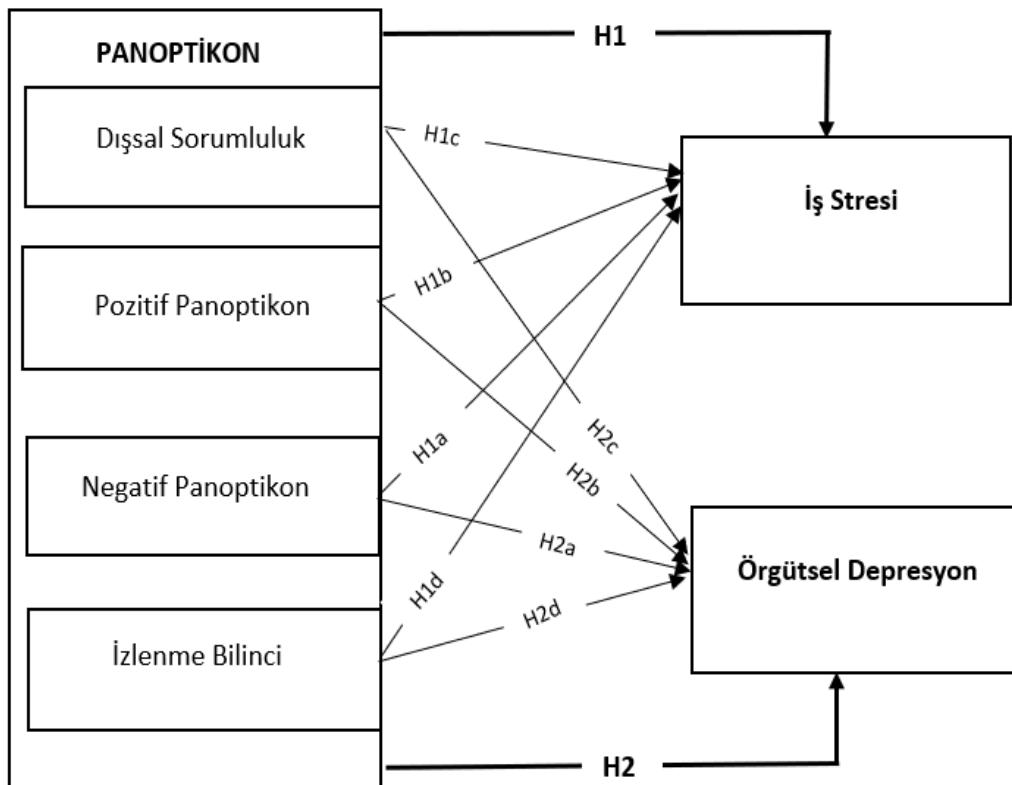 H1
PANOPTİKON
Dışsal Sorumluluk
H1c
İş Stresi
Pozitif Panoptikon
H1b
H1a
H2c
H2b
Negatif Panoptikon
H2a
Örgütsel Depresyon
H1d
H2d
İzlenme Bilinci
H2